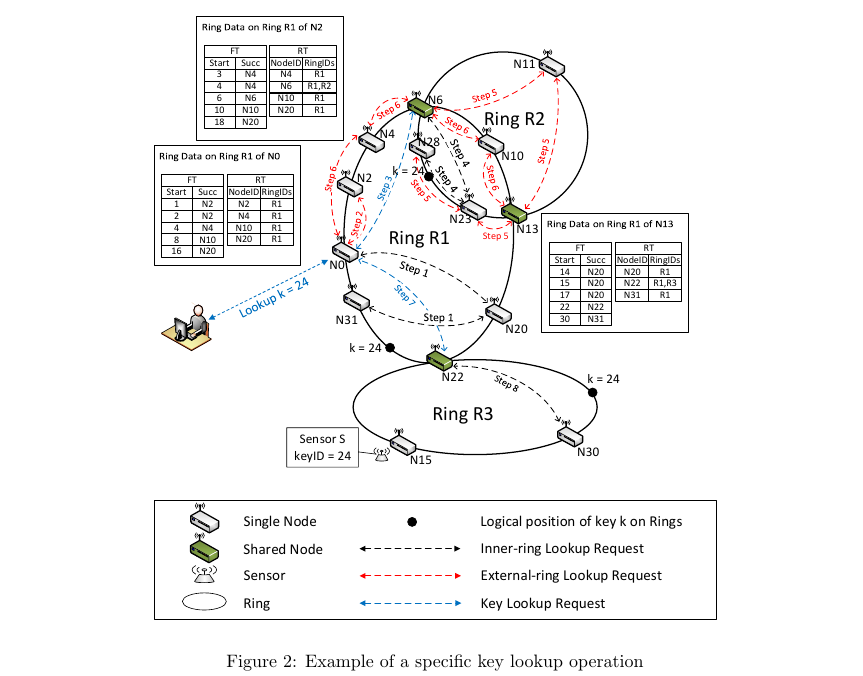 Ring Data on Ring R1 of N2
FT RT
Start Succ NodeID RingIDs
3 N4 N4 R1
4 N4 N6 R1,R2
6 N6 N10 R1
10 N10 N20 R1
18 N20
Ring Data on Ring R1 of N0
FT RT
Start Succ NodeID RingIDs
1 N2 N2 R1
2 N2 N4 R1
4 N4 N10 R1
8 N10 N20 R1
16 N20
Ring Data on Ring R1 of N13
FT RT
Start Succ NodeID RingIDs
14 N20 N20 R1
15 N20 N22 R1,R3
17 N20 N31 R1
22 N22
30 N31
N11
N6
Step 5
Ring R2
Step 6
Step 6
N4
N28
Step 4
N10
Step 5
k = 24
Step 4
Step 6
N2
Step 6
Step 3
Step 5
N23
N13
Step 2
Step 5
Ring R1
N0
Step 1
Lookup k = 24
Step 7
N31
Step 1
N20
k = 24
N22
Step 8
k = 24
Ring R3
Sensor S
keyID = 24
N15
N30
Single Node
Logical position of key k on Rings
Shared Node
Inner-ring Lookup Request
Sensor
External-ring Lookup Request
Ring
Key Lookup Request
Figure 2: Example of a specific key lookup operation